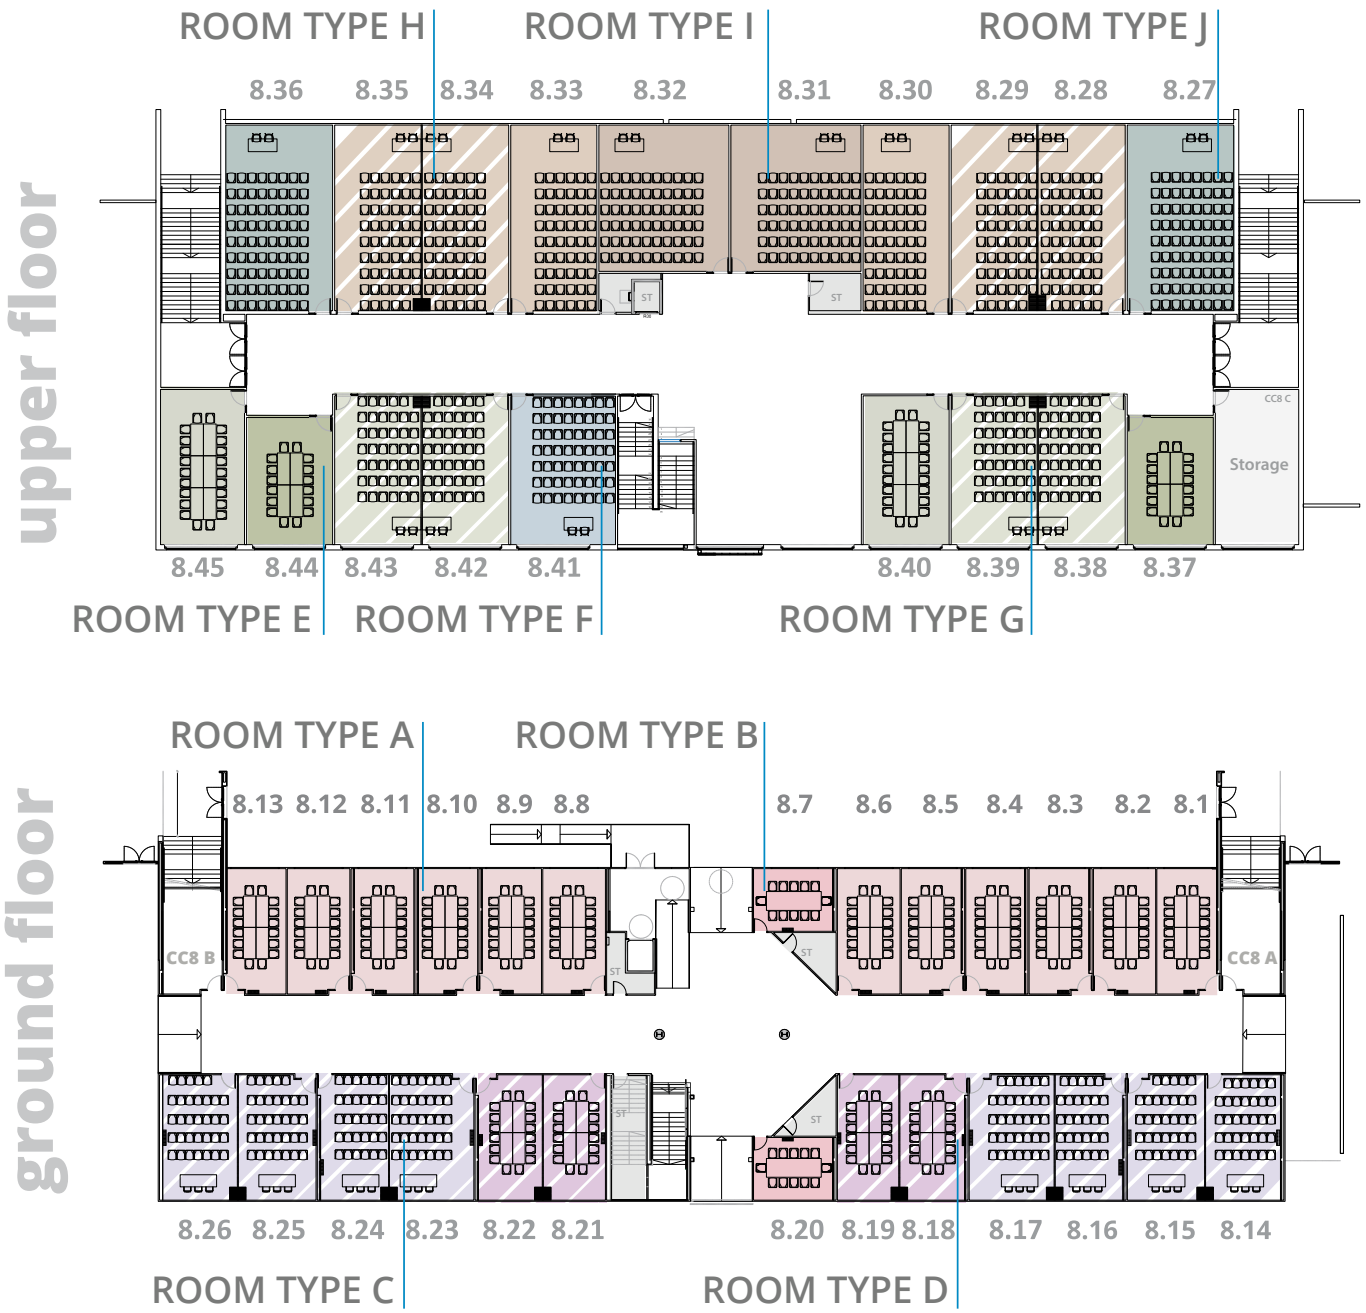 ROOM TYPE H ROOM TYPE I ROOM TYPE J
8.36 8.35 8.34 8.33 8.32 8.31 8.30 8.29 8.28 8.27
upper floor
ST ST
CC8 C
Storage
8.45 8.44 8.43 8.42 8.41 8.40 8.39 8.38 8.37
ROOM TYPE E ROOM TYPE F ROOM TYPE G
ROOM TYPE A ROOM TYPE B
8.13 8.12 8.11 8.10 8.9 8.8 8.7 8.6 8.5 8.4 8.3 8.2 8.1
ground floor
CC8 B ST ST CC8 A
ST ST
8.26 8.25 8.24 8.23 8.22 8.21 8.20 8.19 8.18 8.17 8.16 8.15 8.14
ROOM TYPE C ROOM TYPE D